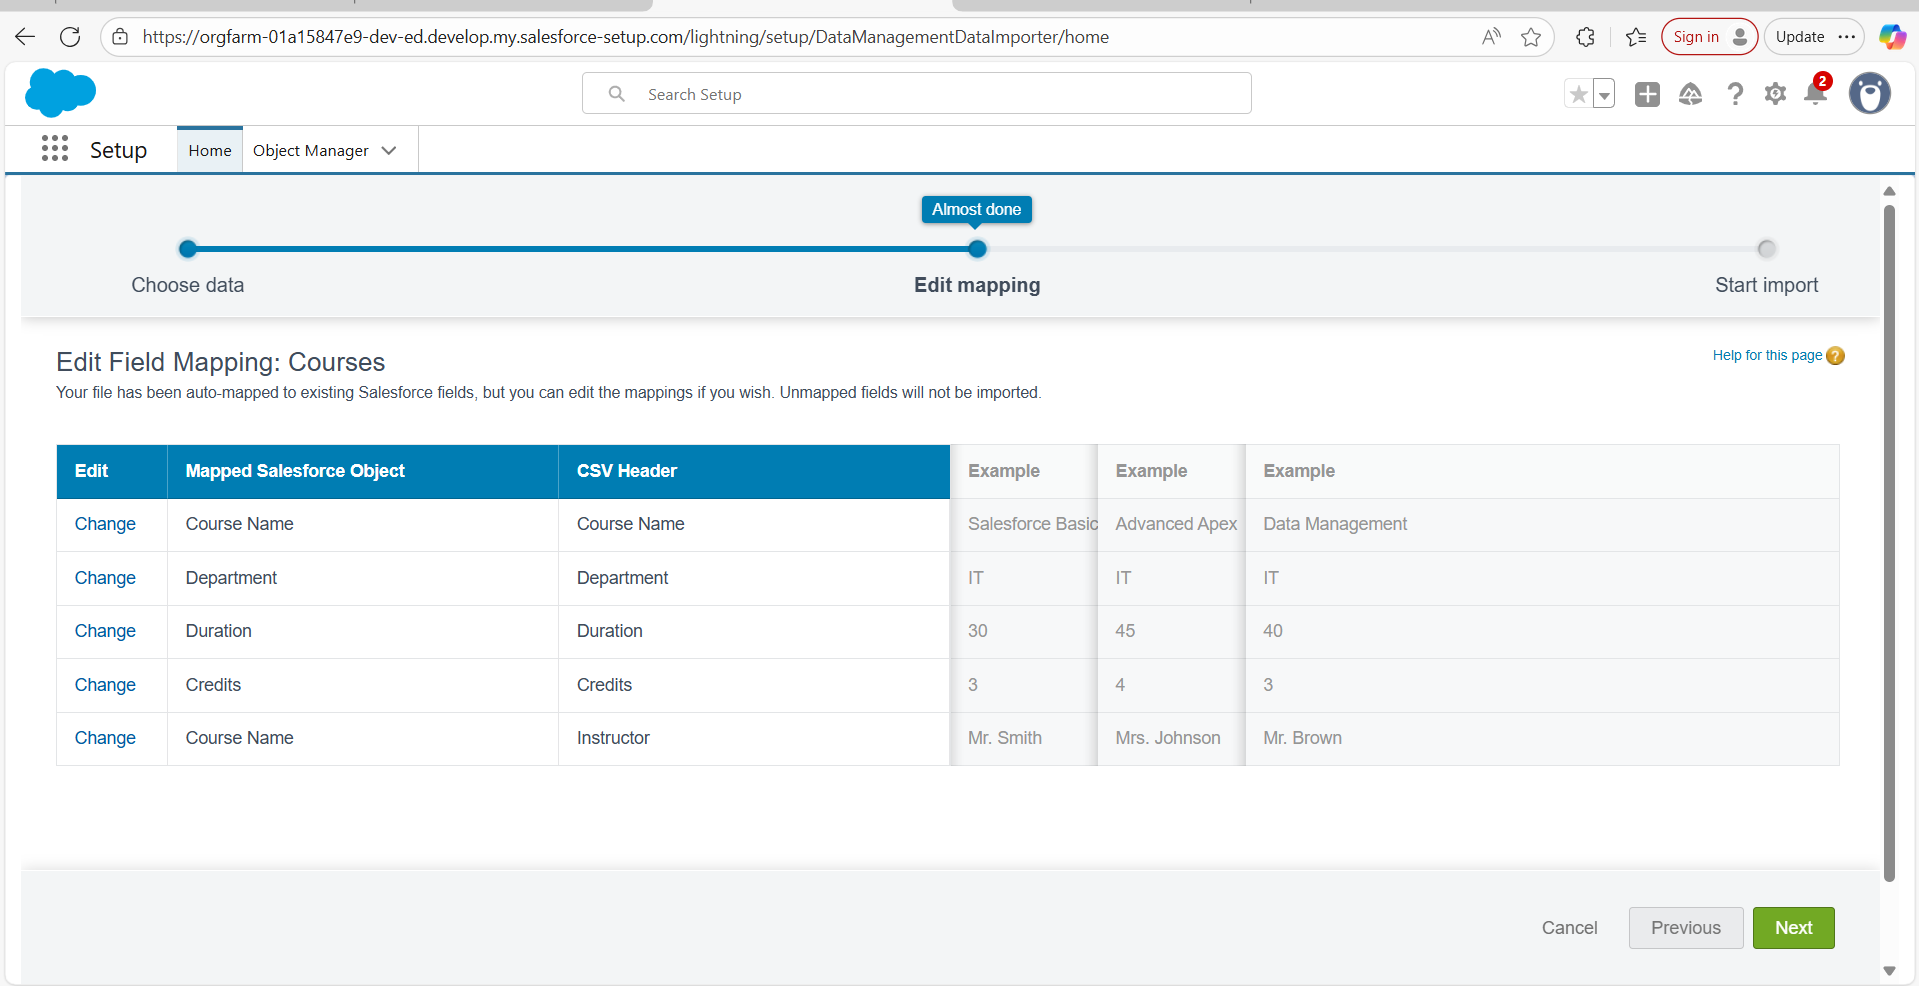 https://orgfarm-01a15847e9-dev-ed.develop.my.salesforce-setup.com/lightning/setup/DataManagementDataImporter/home
A
Sign in
Update
Search Setup
2
Setup
Home
Object Manager
Almost done
Choose data
Edit mapping
Start import
Edit Field Mapping: Courses
Help for this page ?
Your file has been auto-mapped to existing Salesforce fields, but you can edit the mappings if you wish. Unmapped fields will not be imported.
Edit Mapped Salesforce Object CSV Header Example Example Example
Change Course Name Course Name Salesforce Basic Advanced Apex Data Management
Change Department Department IT IT IT
Change Duration Duration 30 45 40
Change Credits Credits 3 4 3
Change Course Name Instructor Mr. Smith Mrs. Johnson Mr. Brown
Cancel
Previous
Next